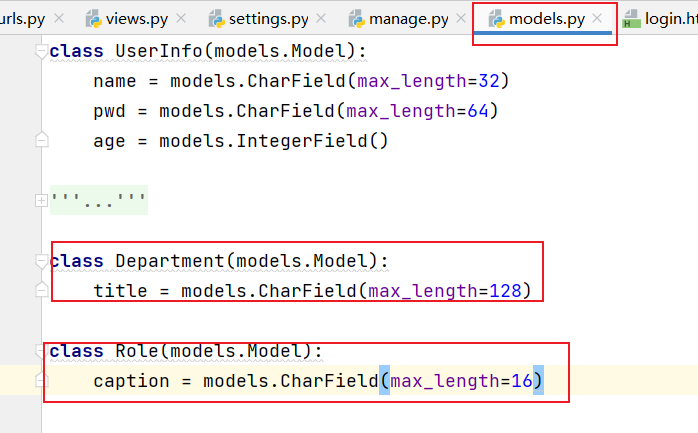 urls.py × views.py × settings.py × manage.py × models.py × login.ht
class UserInfo(models.Model):
    name = models.CharField(max_length=32)
    pwd = models.CharField(max_length=64)
    age = models.IntegerField()
'''...'''
class Department(models.Model):
    title = models.CharField(max_length=128)
class Role(models.Model):
    caption = models.CharField(max_length=16)